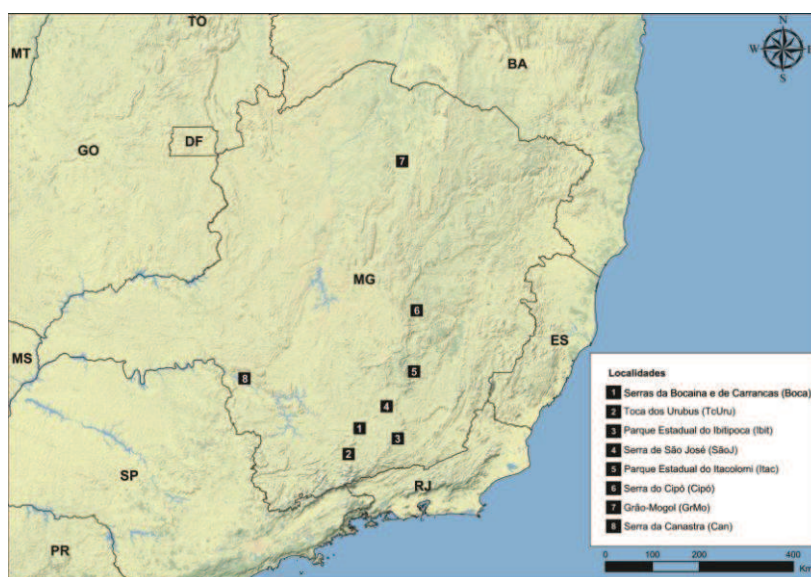 TO
N
MT
BA
W
E
S
DF
GO
7
MG
6
ES
MS
5
8
4
1
3
2
SP
RJ
PR
Localidades
1 Serras da Bocaina e de Carrancas (Boca)
2 Toca dos Urubus (TcUru)
3 Parque Estadual do Ibitipoca (Ibit)
4 Serra de São José (SãoJ)
5 Parque Estadual do Itacolomi (Itac)
6 Serra do Cipó (Cipó)
7 Grão-Mogol (GrMo)
8 Serra da Canastra (Can)
0 100 200 400
Km